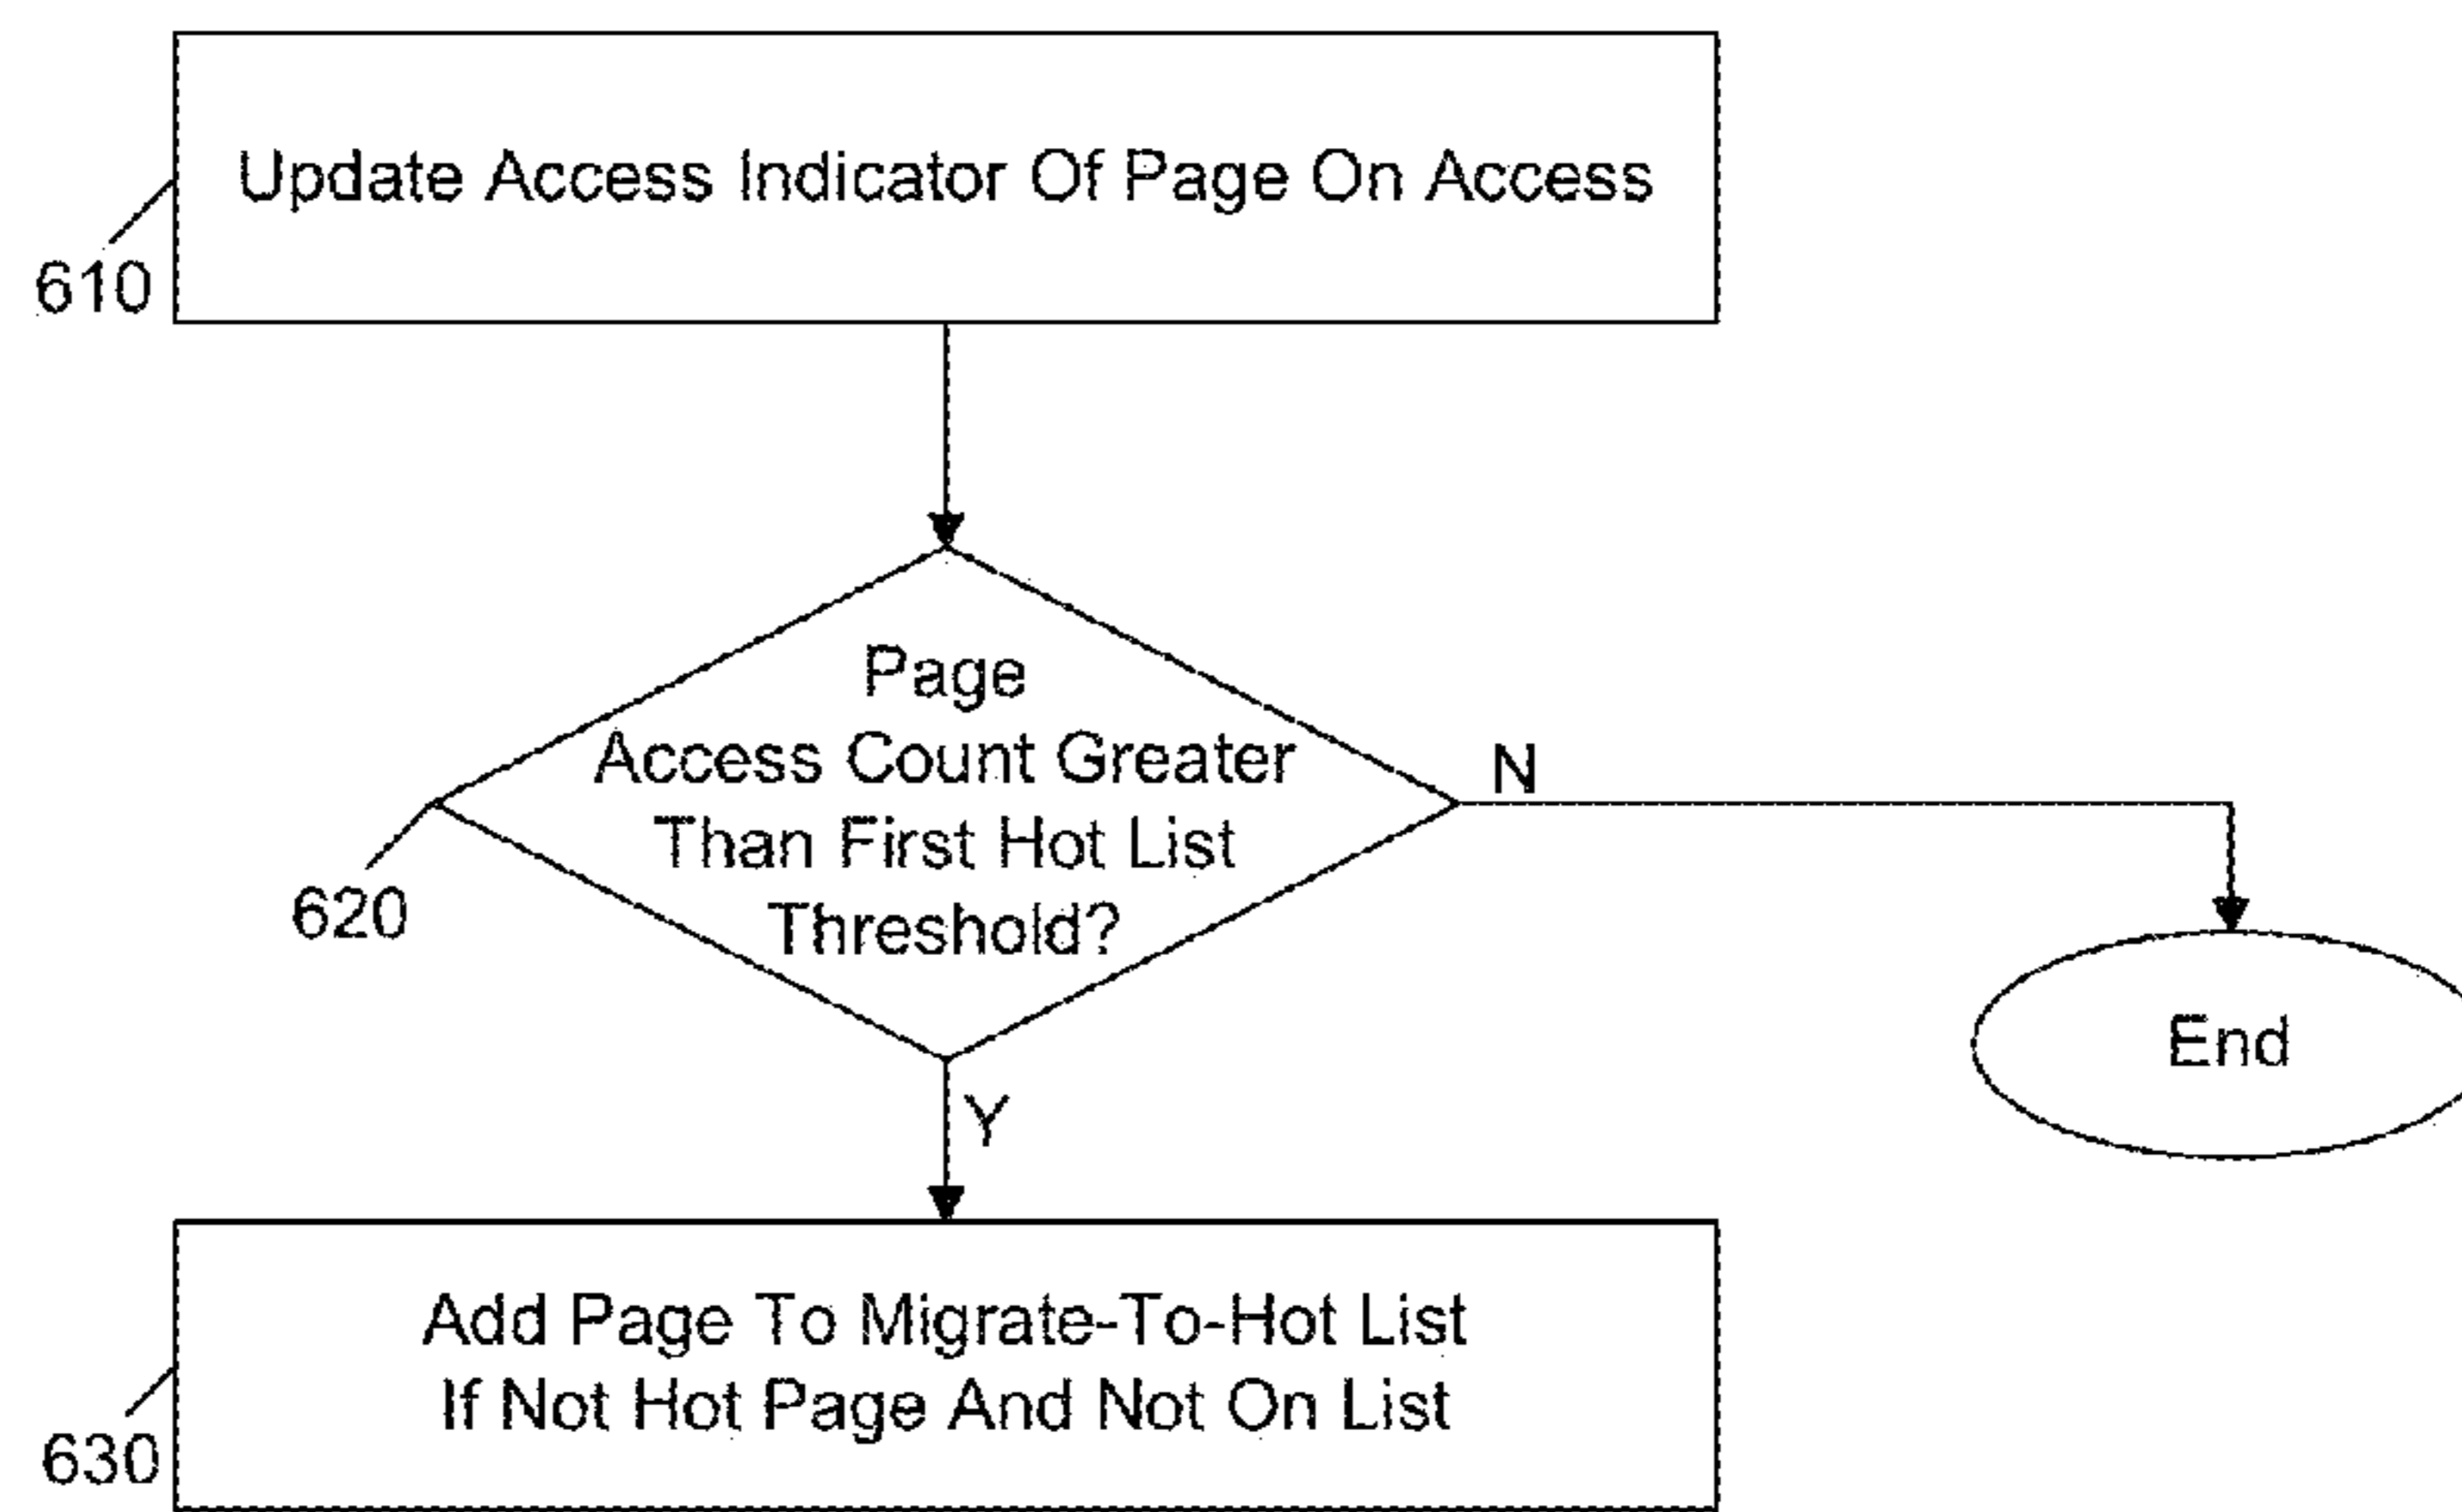 Update Access Indicator Of Page On Access
610
Page
Access Count Greater
Than First Hot List
Threshold?
620
N
End
Y
Add Page To Migrate-To-Hot List
If Not Hot Page And Not On List
630